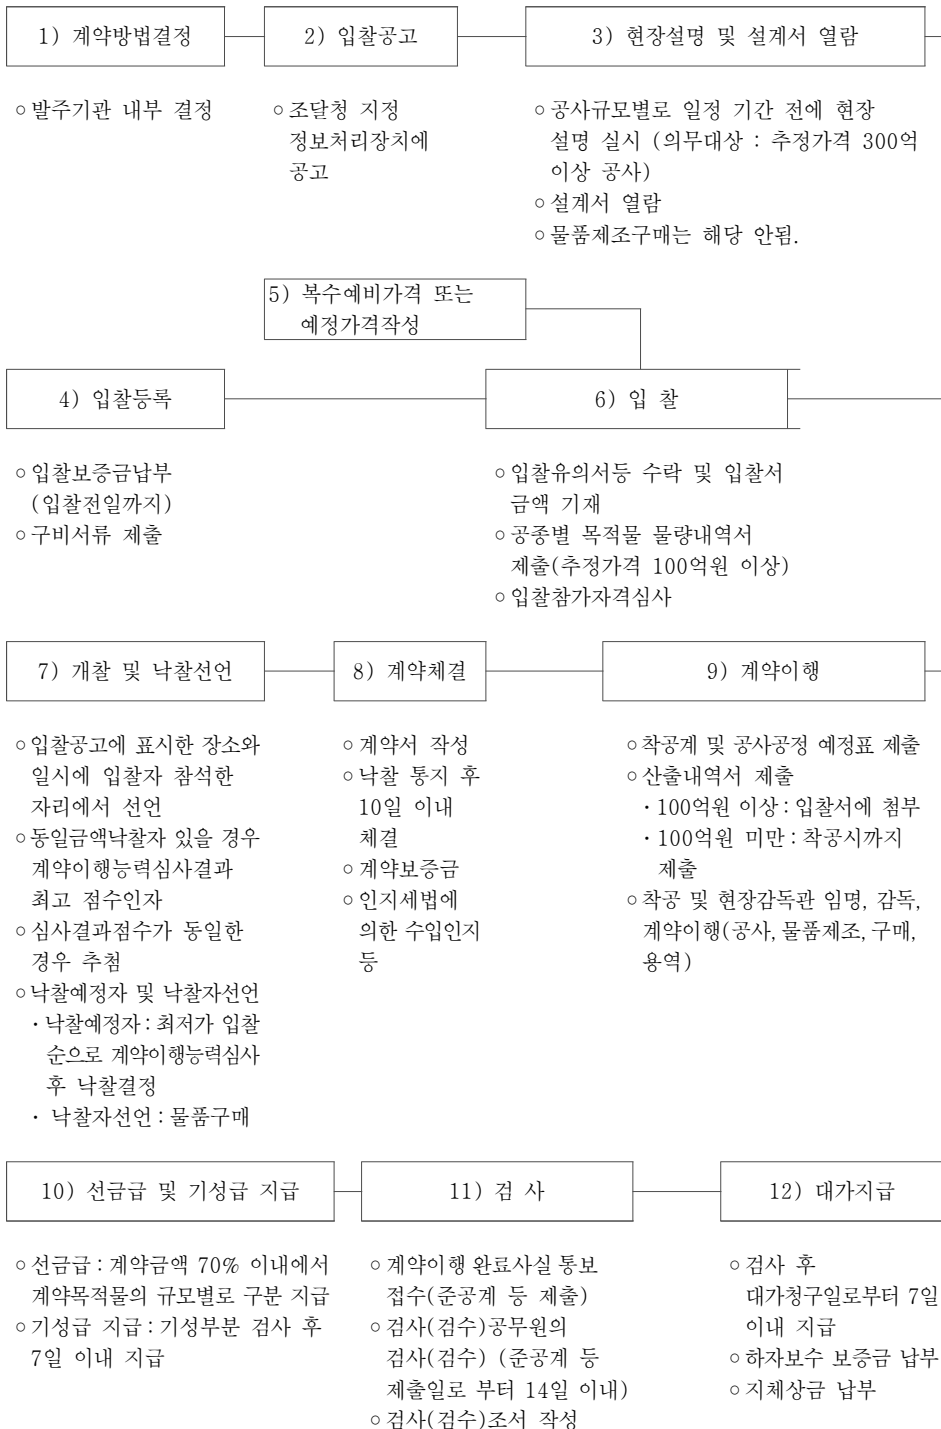 1) 계약방법결정
2) 입찰공고
3) 현장설명 및 설계서 열람
○ 발주기관 내부 결정
○ 조달청 지정
정보처리장치에
공고
○ 공사규모별로 일정 기간 전에 현장
설명 실시 (의무대상 : 추정가격 300억
이상 공사)
○ 설계서 열람
○ 물품제조구매는 해당 안됨.
5) 복수예비가격 또는
예정가격작성
4) 입찰등록
6) 입 찰
○ 입찰보증금납부
(입찰전일까지)
○ 구비서류 제출
○ 입찰유의서등 수락 및 입찰서
금액 기재
○ 공종별 목적물 물량내역서
제출(추정가격 100억원 이상)
○ 입찰참가자격심사
7) 개찰 및 낙찰선언
8) 계약체결
9) 계약이행
○ 입찰공고에 표시한 장소와
일시에 입찰자 참석한
자리에서 선언
○ 동일금액낙찰자 있을 경우
계약이행능력심사결과
최고 점수인자
○ 심사결과점수가 동일한
경우 추첨
○ 낙찰예정자 및 낙찰자선언
· 낙찰예정자 : 최저가 입찰
순으로 계약이행능력심사
후 낙찰결정
· 낙찰자선언 : 물품구매
○ 계약서 작성
○ 낙찰 통지 후
10일 이내
체결
○ 계약보증금
○ 인지세법에
의한 수입인지
등
○ 착공계 및 공사공정 예정표 제출
○ 산출내역서 제출
· 100억원 이상 : 입찰서에 첨부
· 100억원 미만 : 착공시까지
제출
○ 착공 및 현장감독관 임명, 감독,
계약이행(공사, 물품제조, 구매,
용역)
10) 선금급 및 기성급 지급
11) 검 사
12) 대가지급
○ 선금급 : 계약금액 70% 이내에서
계약목적물의 규모별로 구분 지급
○ 기성급 지급 : 기성부분 검사 후
7일 이내 지급
○ 계약이행 완료사실 통보
접수(준공계 등 제출)
○ 검사(검수)공무원의
검사(검수) (준공계 등
제출일로 부터 14일 이내)
○ 검사(검수)조서 작성
○ 검사 후
대가청구일로부터 7일
이내 지급
○ 하자보수 보증금 납부
○ 지체상금 납부